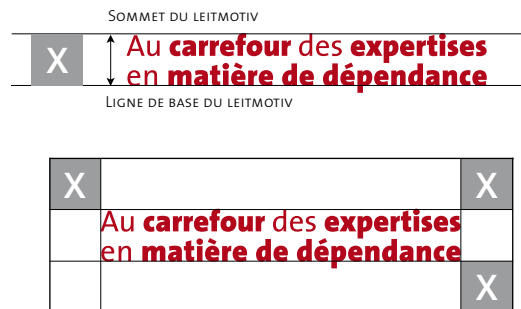 Sommet du leitmotiv
X
Au carrefour des expertises
en matière de dépendance
Ligne de base du leitmotiv
X X
Au carrefour des expertises
en matière de dépendance
X